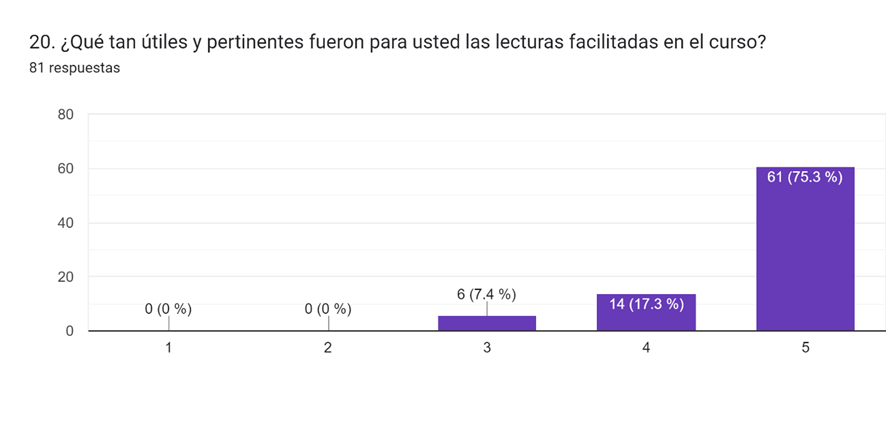 20. ¿Qué tan útiles y pertinentes fueron para usted las lecturas facilitadas en el curso?
81 respuestas
80
60
61 (75.3 %)
40
20
6 (7.4 %)
0 (0 %)
0 (0 %)
14 (17.3 %)
0
1
2
3
4
5